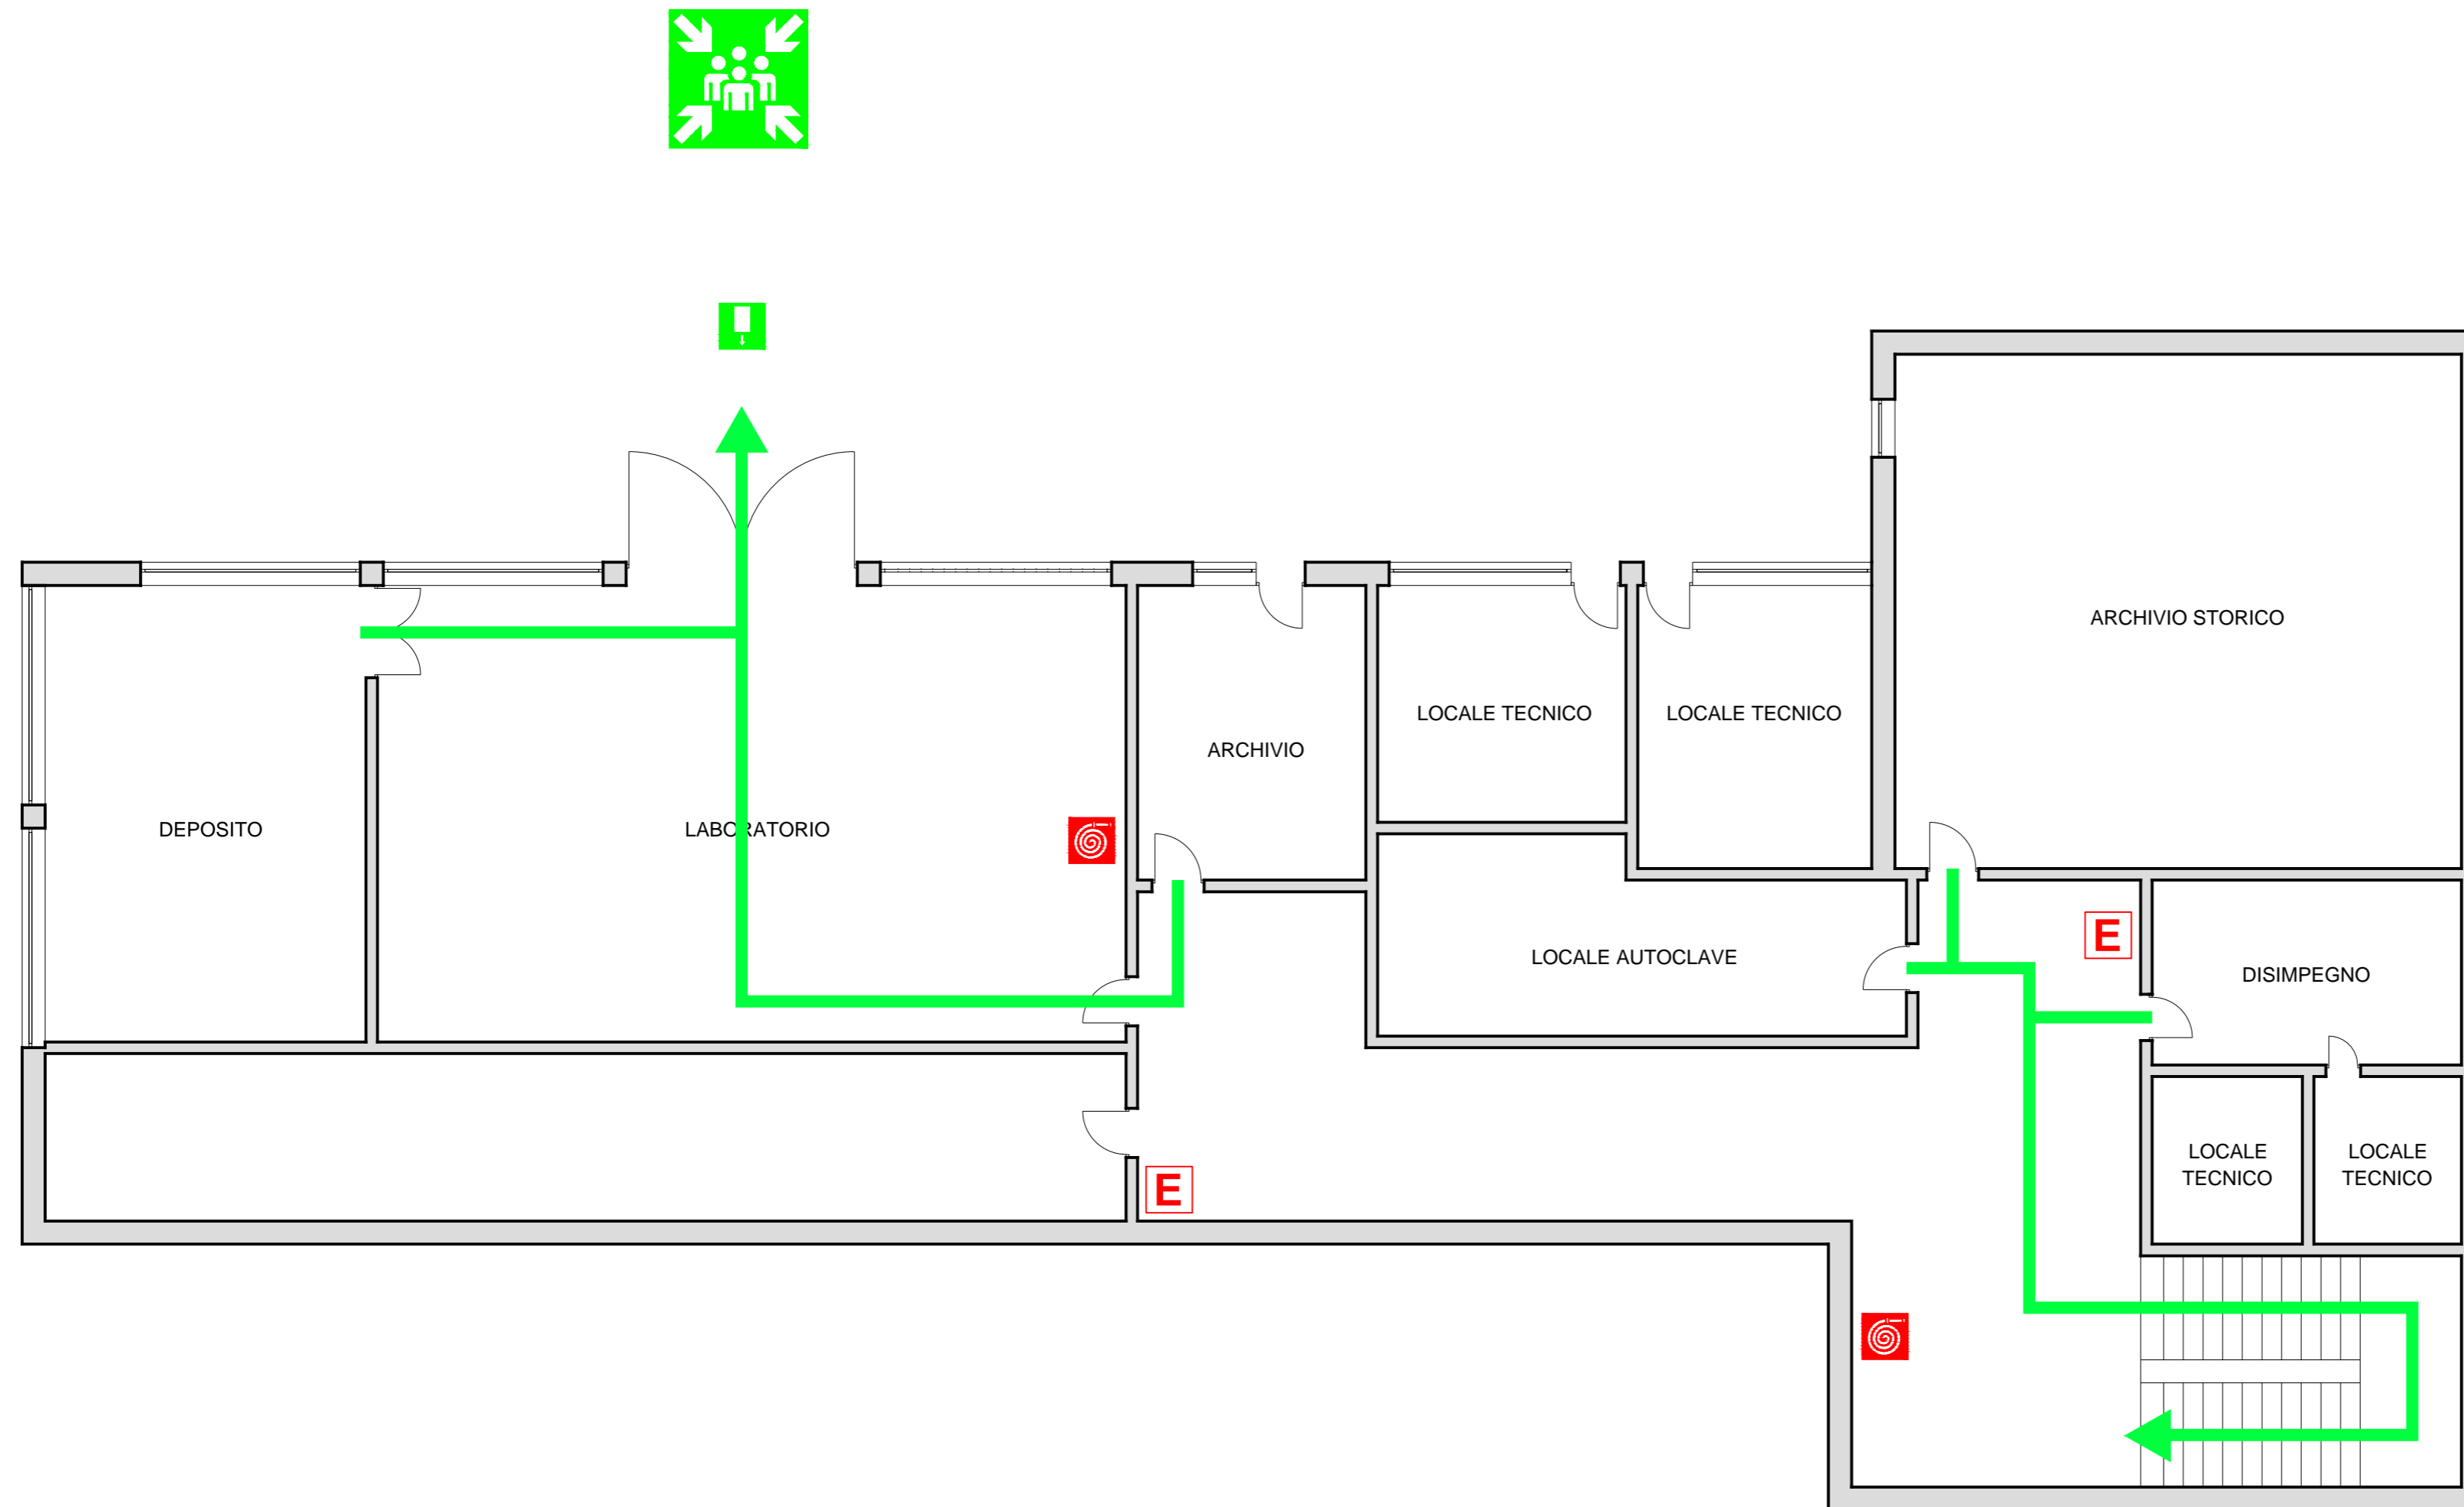 ARCHIVIO STORICO
LOCALE TECNICO
LOCALE TECNICO
ARCHIVIO
DEPOSITO
LABORATORIO
E
LOCALE AUTOCLAVE
DISIMPEGNO
LOCALE
TECNICO
LOCALE
TECNICO
E